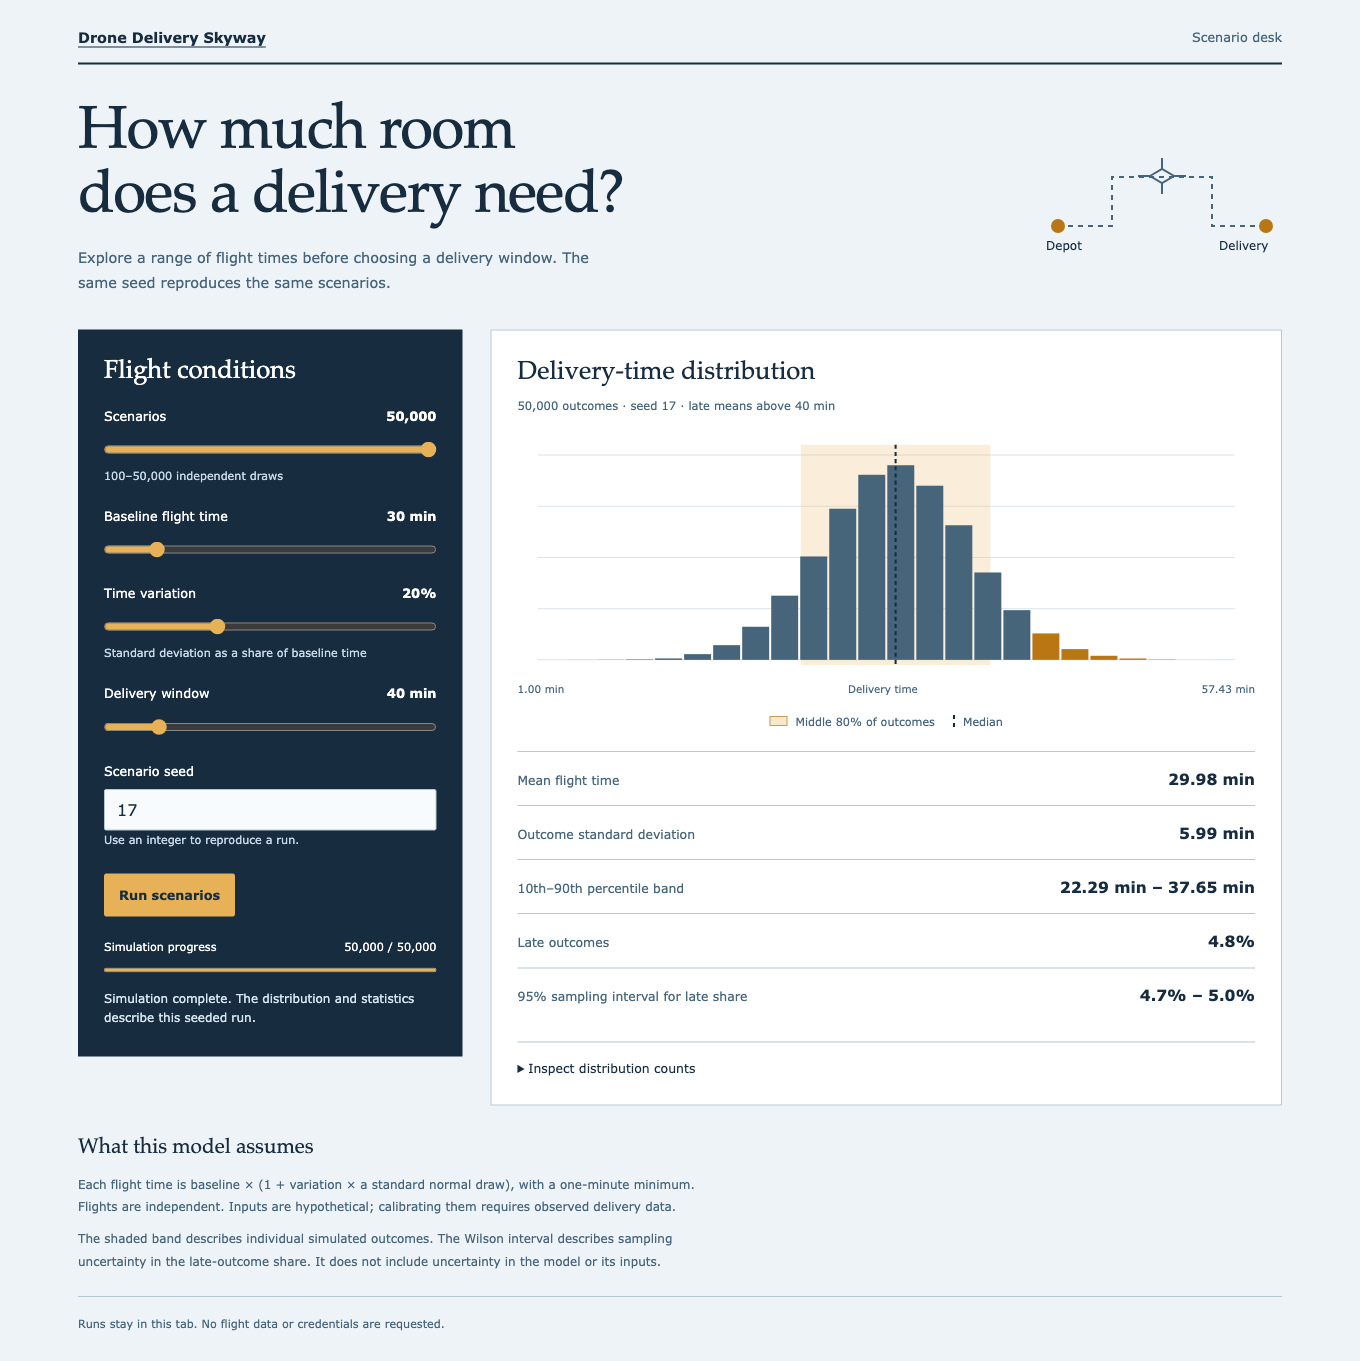 Drone Delivery Skyway
Scenario desk
How much room
does a delivery need?
Explore a range of flight times before choosing a delivery window. The
same seed reproduces the same scenarios.
Depot
Delivery
Flight conditions
Scenarios
50,000
100–50,000 independent draws
Baseline flight time
30 min
Time variation
20%
Standard deviation as a share of baseline time
Delivery window
40 min
Scenario seed
17
Use an integer to reproduce a run.
Run scenarios
Simulation progress
50,000 / 50,000
Simulation complete. The distribution and statistics
describe this seeded run.
Delivery-time distribution
50,000 outcomes · seed 17 · late means above 40 min
1.00 min
Delivery time
57.43 min
Middle 80% of outcomes
Median
Mean flight time
29.98 min
Outcome standard deviation
5.99 min
10th–90th percentile band
22.29 min – 37.65 min
Late outcomes
4.8%
95% sampling interval for late share
4.7% – 5.0%
Inspect distribution counts
What this model assumes
Each flight time is baseline × (1 + variation × a standard normal draw), with a one-minute minimum.
Flights are independent. Inputs are hypothetical; calibrating them requires observed delivery data.
The shaded band describes individual simulated outcomes. The Wilson interval describes sampling
uncertainty in the late-outcome share. It does not include uncertainty in the model or its inputs.
Runs stay in this tab. No flight data or credentials are requested.